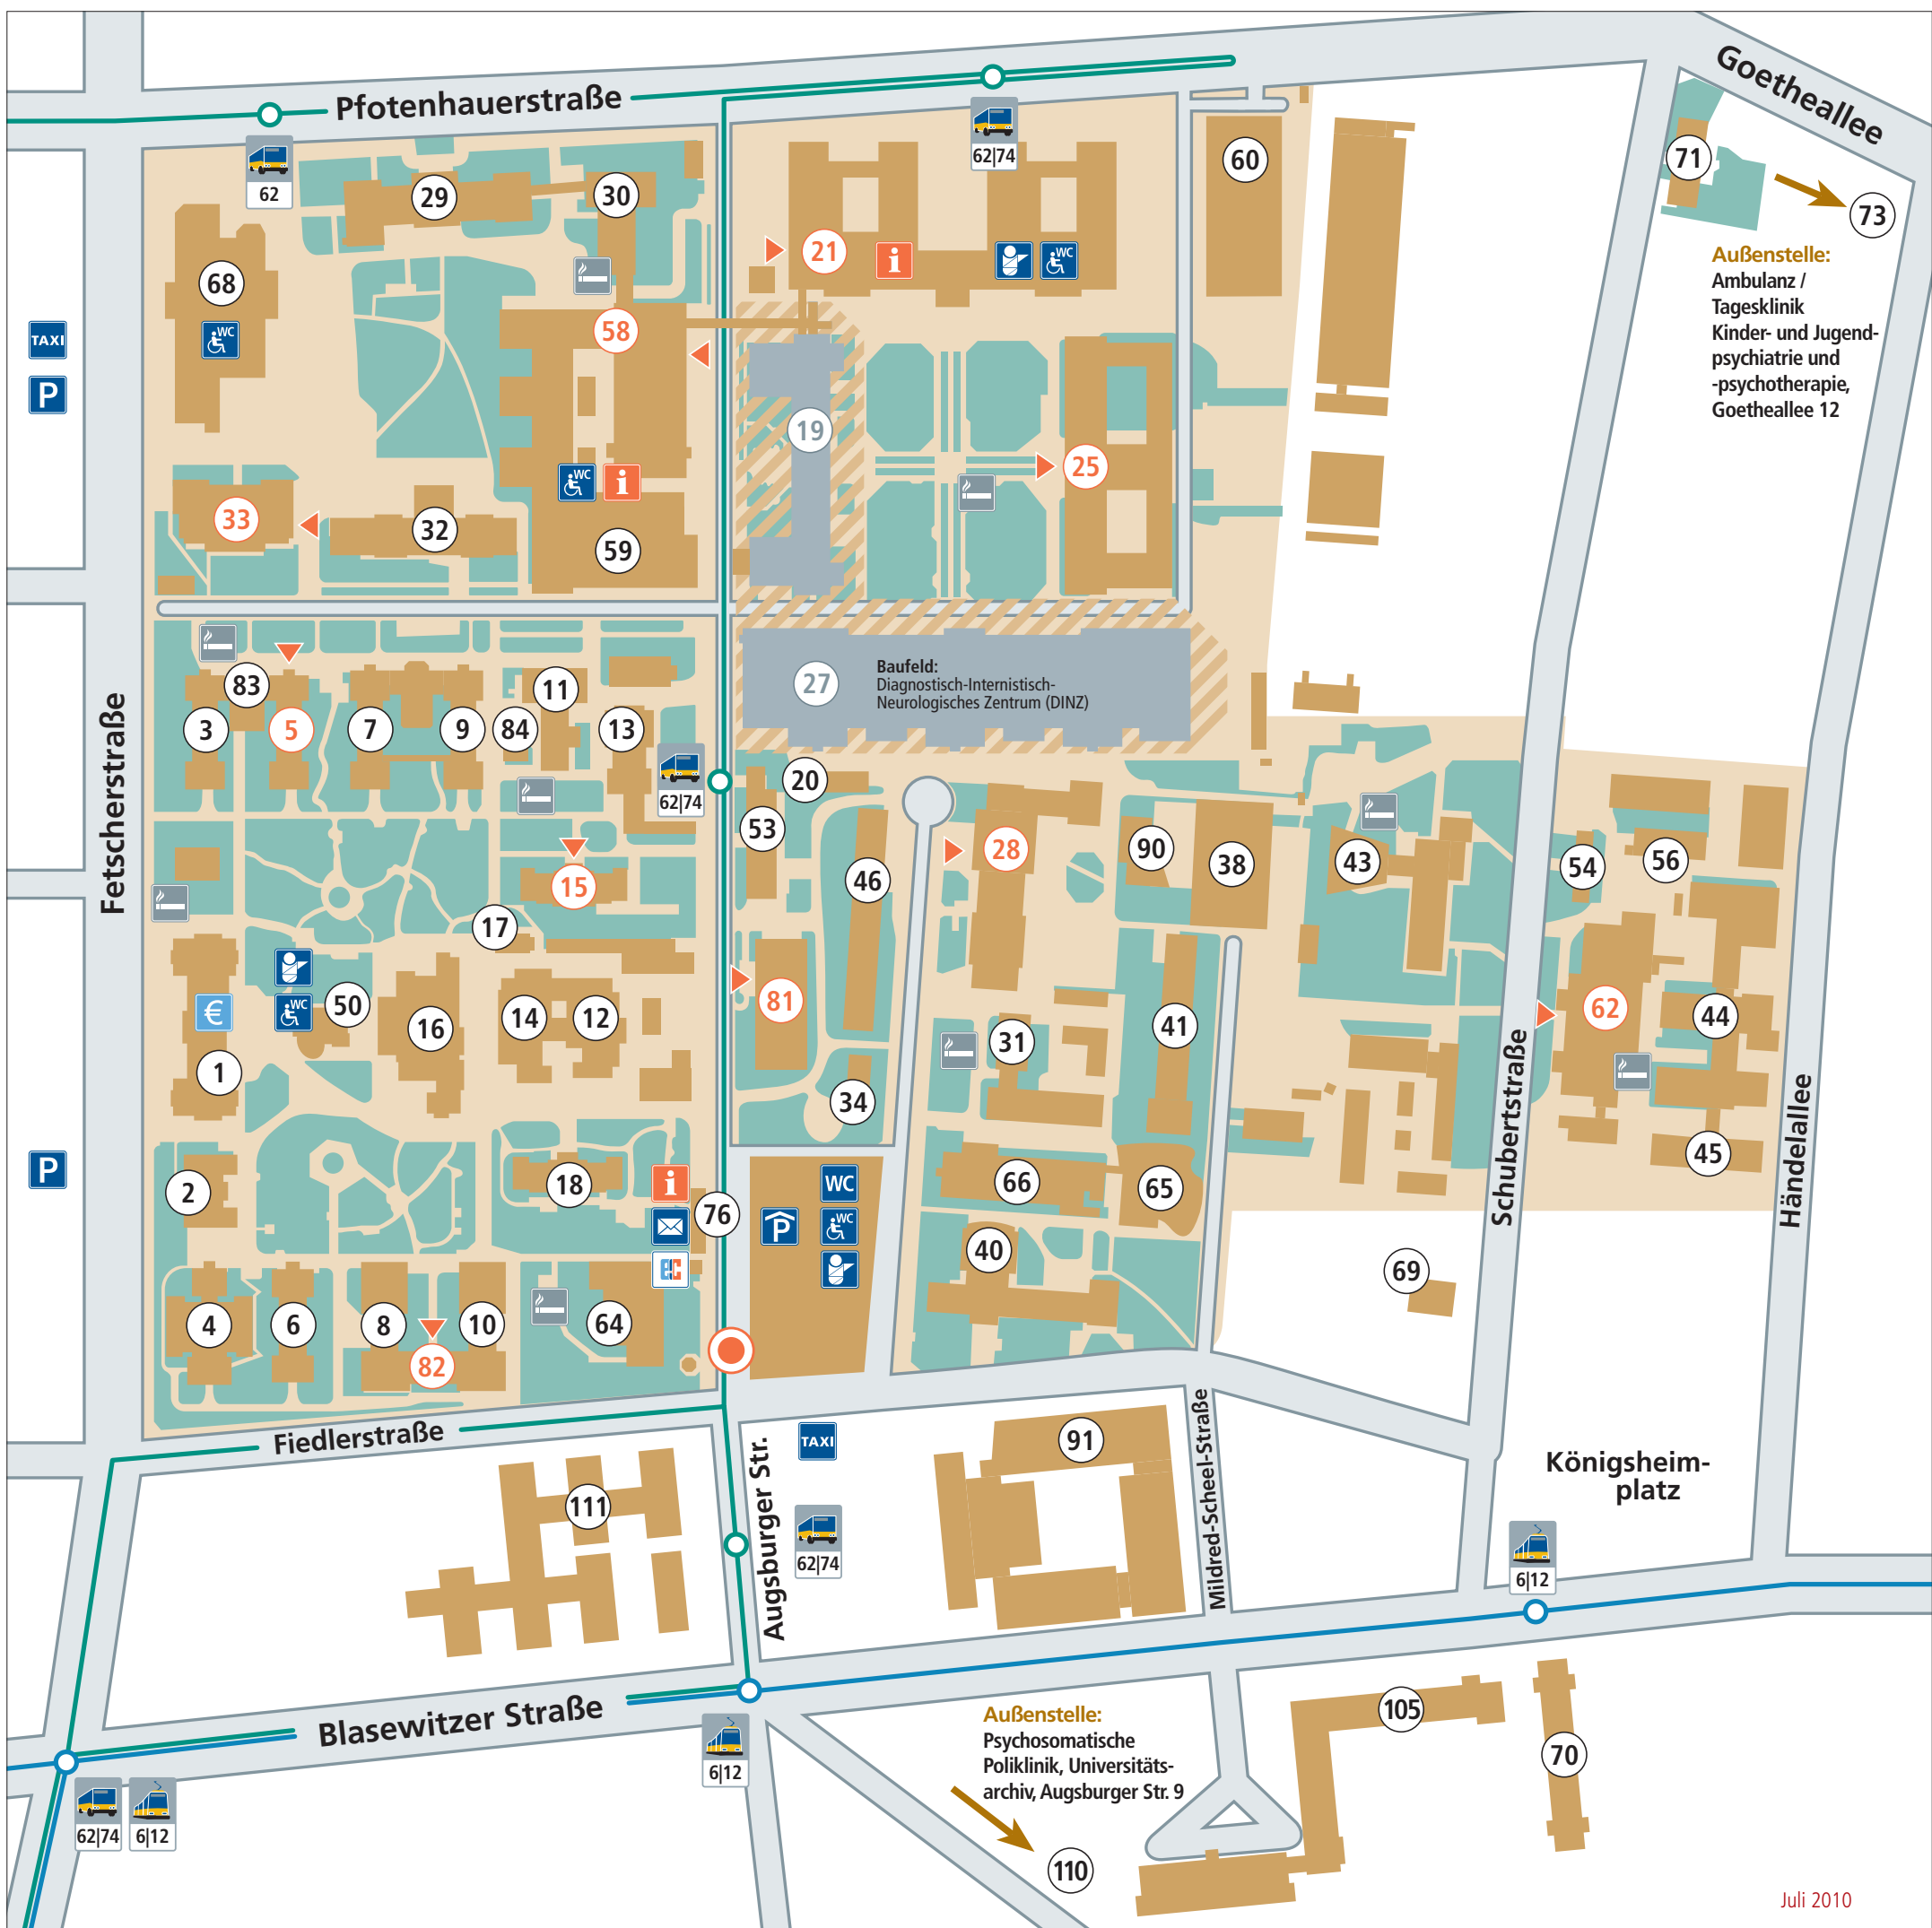 Goetheallee
Pfotenhauerstraße
62
62|74
29
30
60
71
73
21
i
WC
68
WC
58
Außenstelle:
Ambulanz /
Tagesklinik
Kinder- und Jugend-
psychiatrie und
-psychotherapie,
Goetheallee 12
TAXI
P
19
25
WC
i
33
32
59
Fetscherstraße
83
3
5
7
9
84
11
13
62|74
27
Baufeld:
Diagnostisch-Internistisch-
Neurologisches Zentrum (DINZ)
20
53
46
28
90
38
43
54
56
15
17
81
€
WC
50
16
14
12
1
34
31
41
62
44
45
Schubertstraße
Händelallee
P
2
18
i
76
WC
P
WC
66
65
40
69
4
6
8
10
82
64
Fiedlerstraße
Augsburger Str.
TAXI
62|74
91
Mildred-Scheel-Straße
Königsheim-
platz
111
6|12
Blasewitzer Straße
6|12
62|74
6|12
Außenstelle:
Psychosomatische
Poliklinik, Universitäts-
archiv, Augsburger Str. 9
110
105
70
Juli 2010